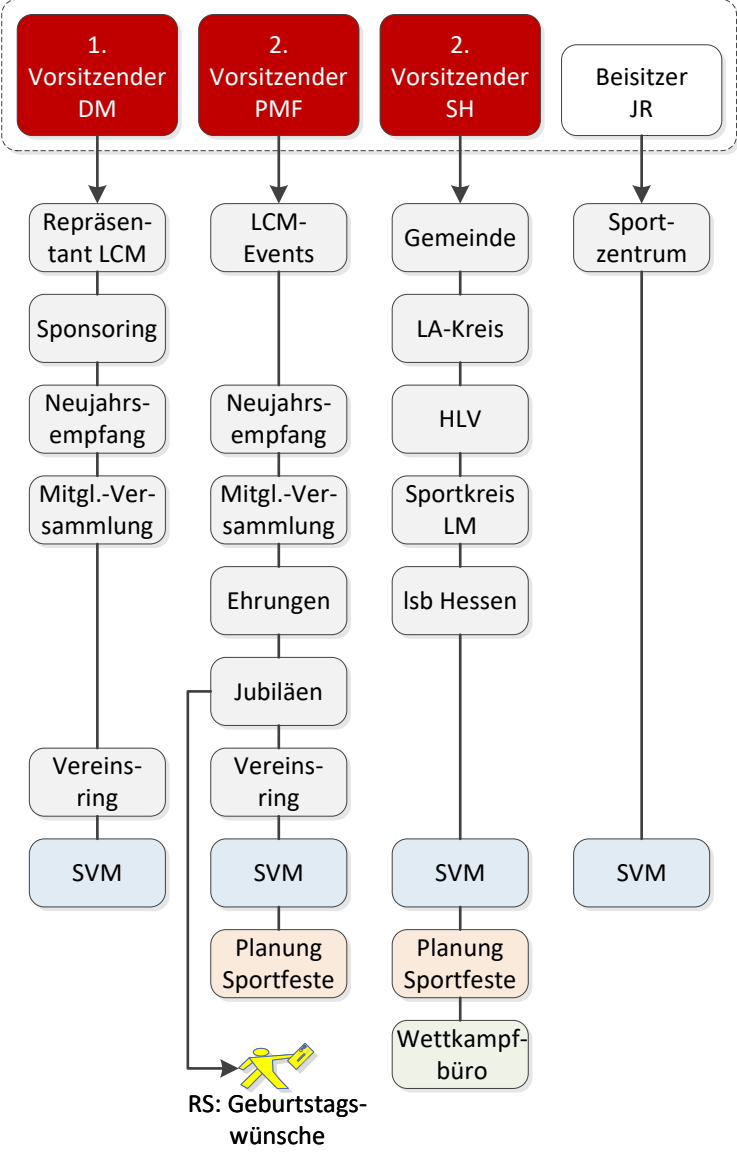 1.
Vorsitzender
DM
2.
Vorsitzender
PMF
2.
Vorsitzender
SH
Beisitzer
JR
Repräsen-
tant LCM
Sponsoring
Neujahrs-
empfang
Mitgl.-Ver-
sammlung
Vereins-
ring
SVM
LCM-
Events
Neujahrs-
empfang
Mitgl.-Ver-
sammlung
Ehrungen
Jubiläen
Vereins-
ring
SVM
Planung
Sportfeste
RS: Geburtstags-
wünsche
Gemeinde
LA-Kreis
HLV
Sportkreis
LM
lsb Hessen
SVM
Planung
Sportfeste
Wettkampf-
büro
Sport-
zentrum
SVM